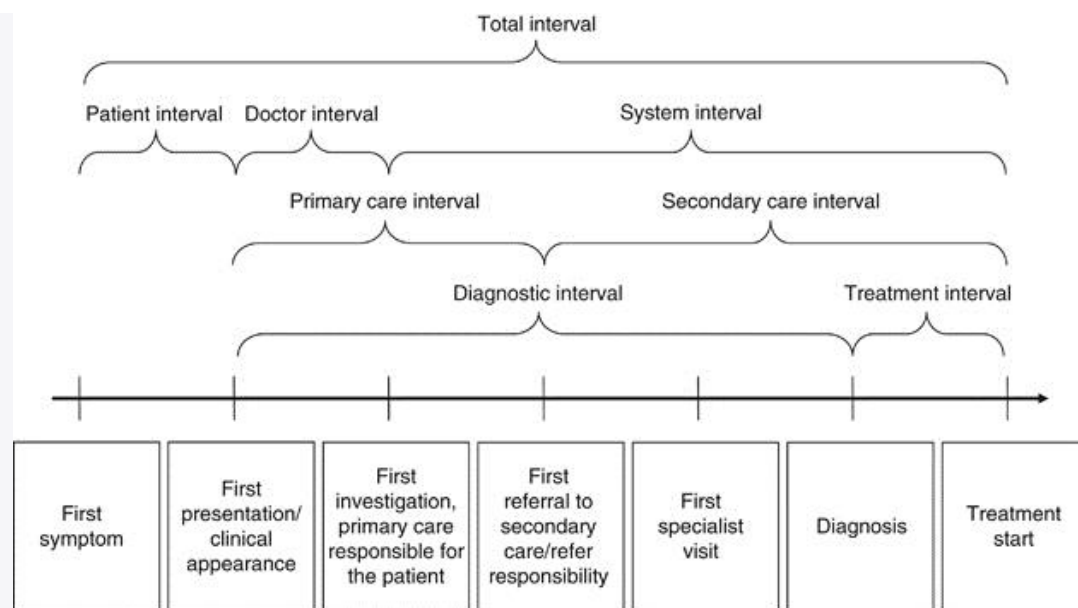 Total interval
Patient interval Doctor interval System interval
Primary care interval Secondary care interval
Diagnostic interval Treatment interval
First
symptom
First
presentation/
clinical
appearance
First
investigation,
primary care
responsible for
the patient
First
referral to
secondary
care/refer
responsibility
First
specialist
visit
Diagnosis
Treatment
start